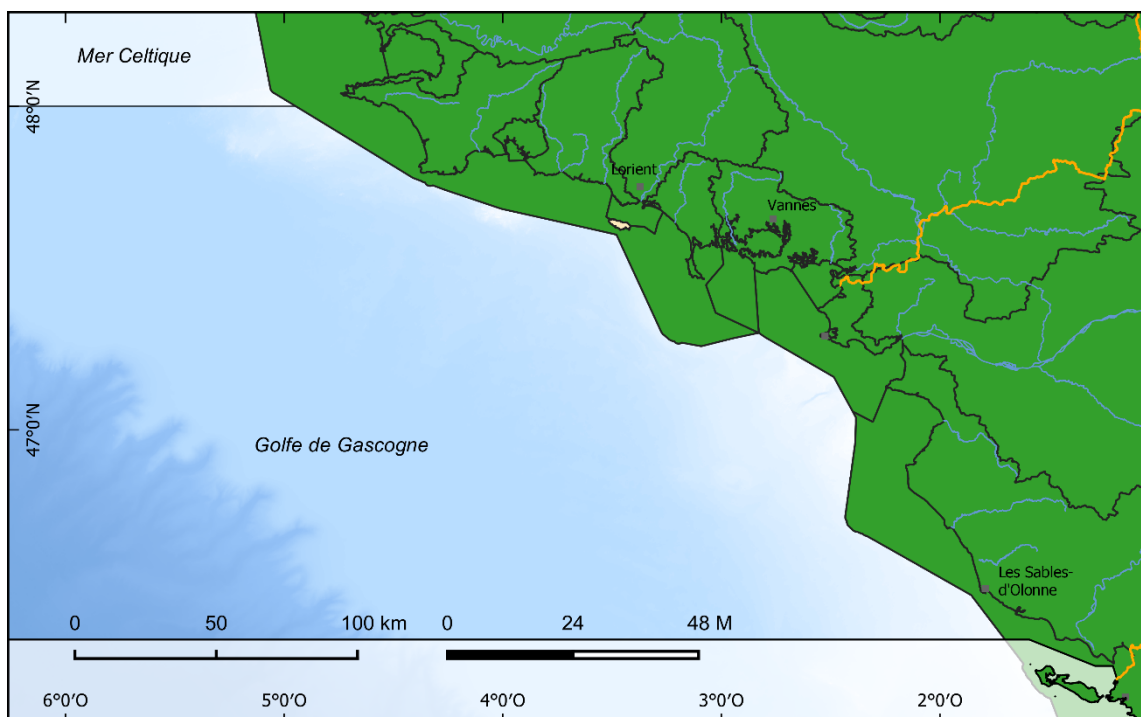 Mer Celtique
48°0'N
Lorient
Vannes
47°0'N
Golfe de Gascogne
Les Sables-
d'Olonne
0 50 100 km 0 24 48 M
6°0'O 5°0'O 4°0'O 3°0'O 2°0'O